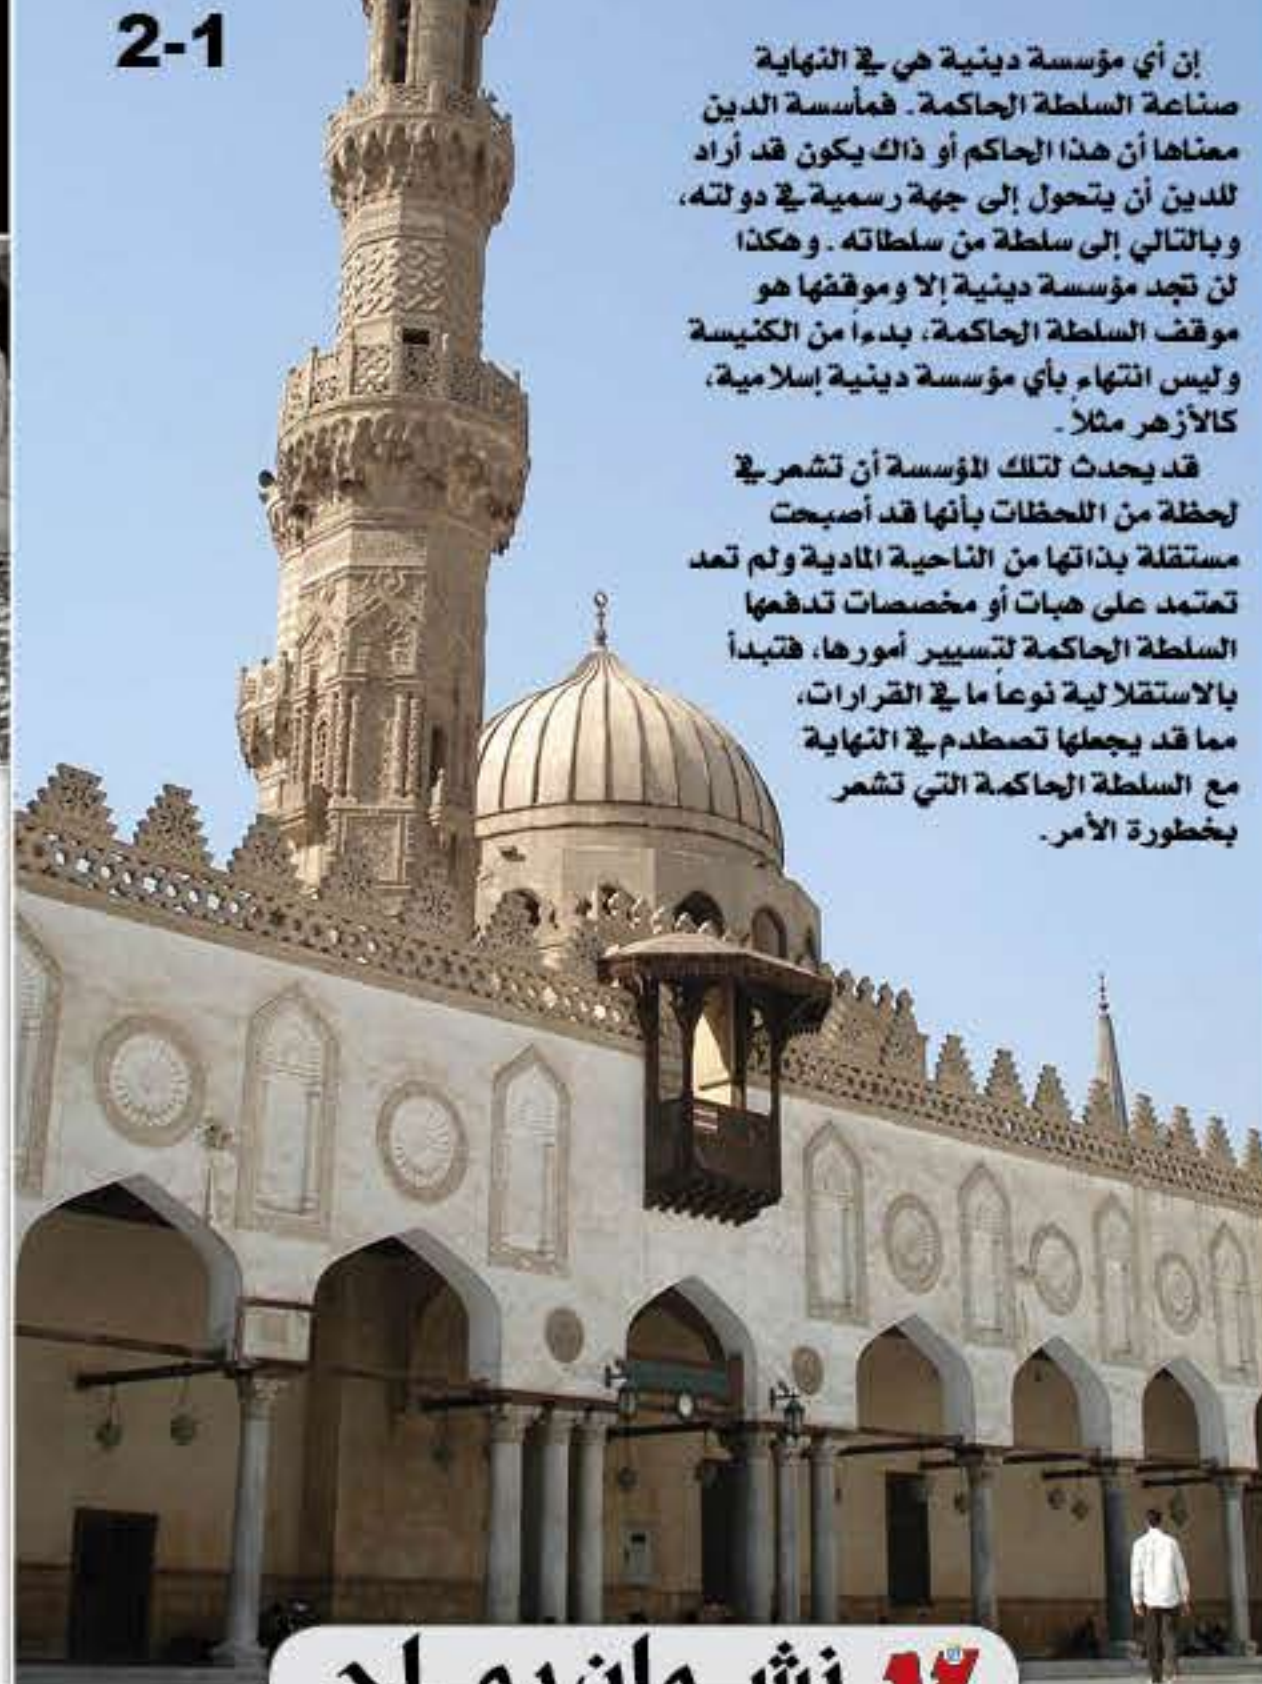 2-1
إن أي مؤسسة دينية هي في النهاية
صناعة السلطة الحاكمة. فمأسسة الدين
معناها أن هذا الحاكم أو ذاك يكون قد أراد
للدين أن يتحول إلى جهة رسمية في دولته،
وبالتالي إلى سلطة من سلطاته. وهكذا
لن تجد مؤسسة دينية إلا وموقفها هو
موقف السلطة الحاكمة، بدءاً من الكنيسة
وليس انتهاء بأي مؤسسة دينية إسلامية،
كالأزهر مثلاً.
قد يحدث لتلك المؤسسة أن تشعر في
لحظة من اللحظات بأنها قد أصبحت
مستقلة بذاتها من الناحية المادية ولم تعد
تعتمد على هبات أو مخصصات تدفعها
السلطة الحاكمة لتسيير أمورها، فتبدأ
بالاستقلالية نوعاً ما في القرارات،
مما قد يجعلها تصطدم في النهاية
مع السلطة الحاكمة التي تشعر
بخطورة الأمر.